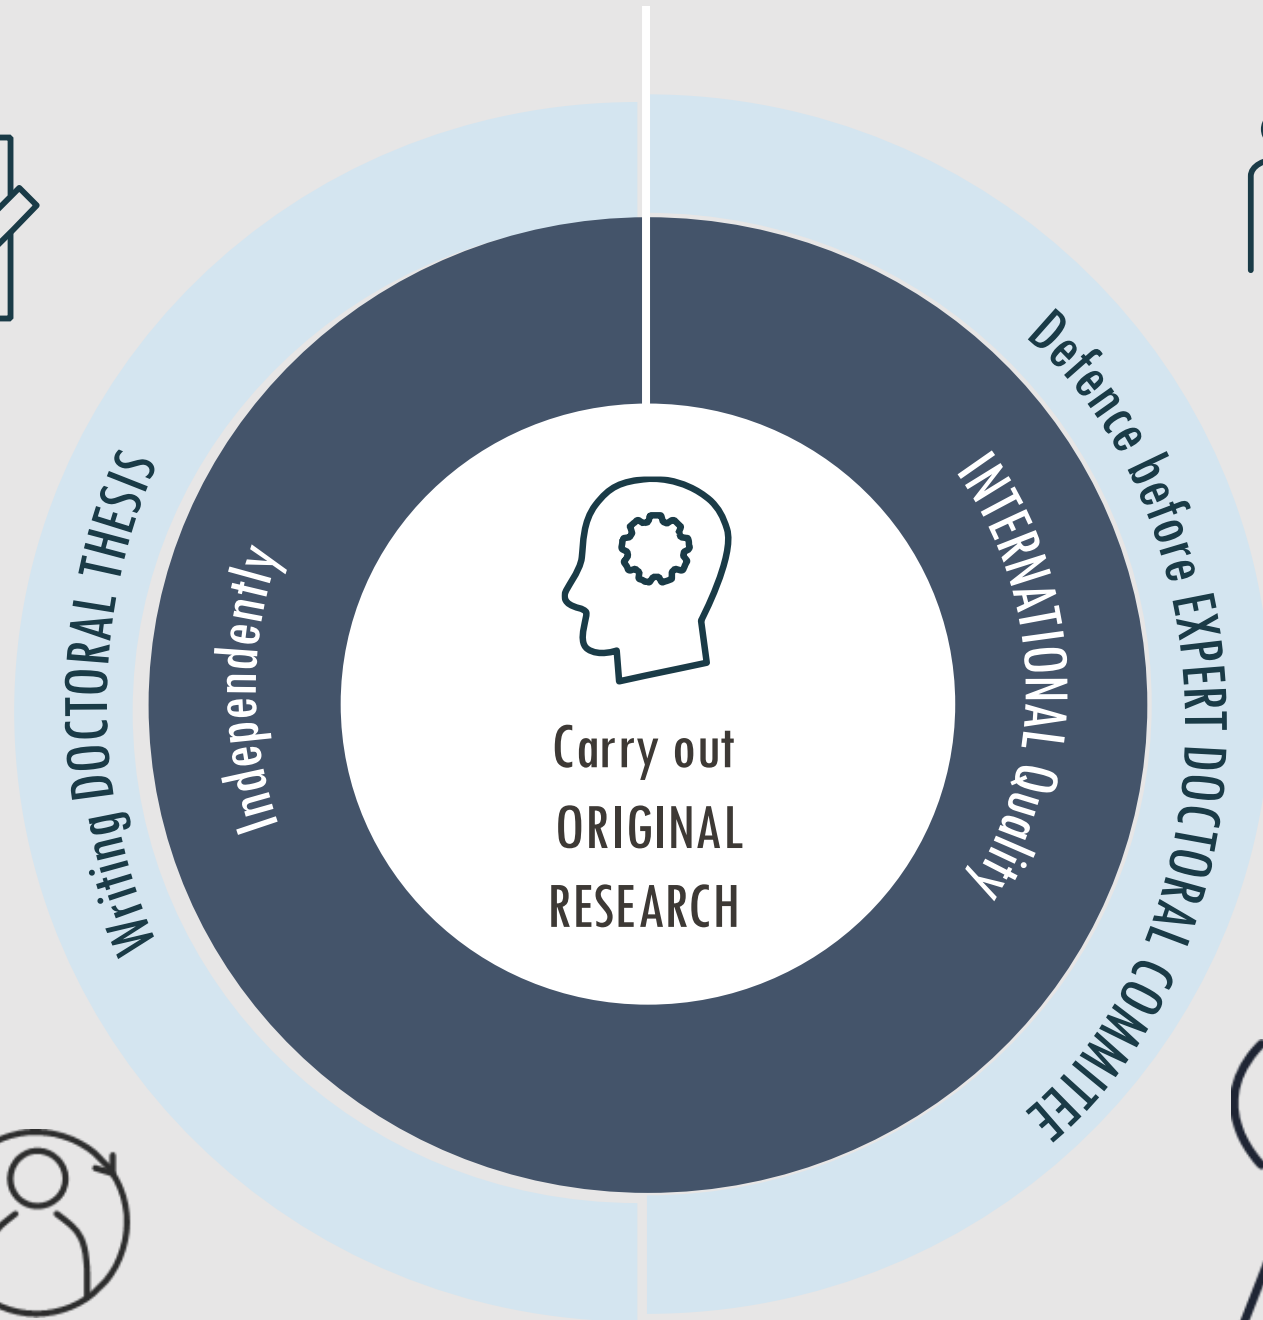 Carry out
ORIGINAL
RESEARCH
Independently
INTERNATIONAL Quality
Writing DOCTORAL THESIS
Defence before EXPERT DOCTORAL COMMITEE